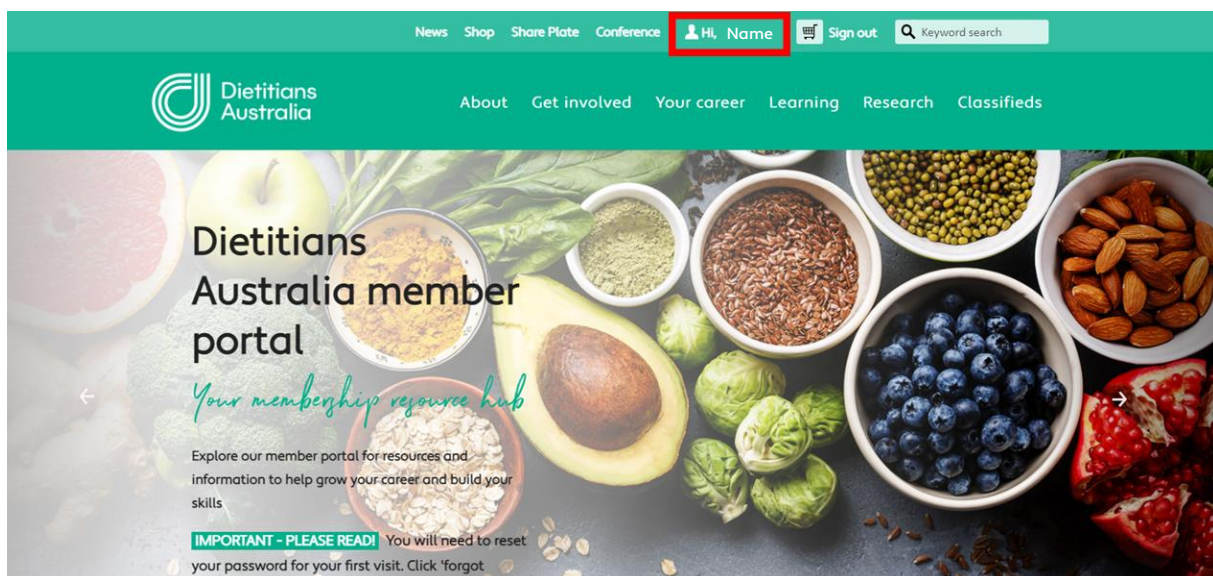 News Shop Share Plate Conference Hi, Name Sign out Keyword search
Dietitians
Australia
About Get involved Your career Learning Research Classifieds
Dietitians
Australia member
portal
Your membership resource hub
Explore our member portal for resources and
information to help grow your career and build your
skills
IMPORTANT - PLEASE READ! You will need to reset
your password for your first visit. Click 'forgot